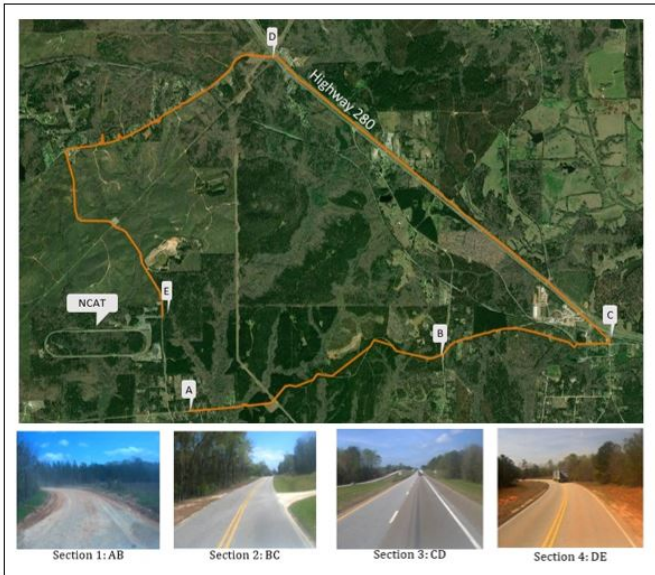 D
Highway 280
E
NCAT
C
B
A
Section 1: AB
Section 2: BC
Section 3: CD
Section 4: DE